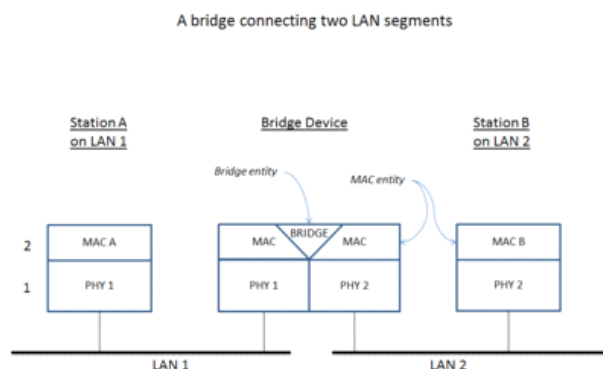 A bridge connecting two LAN segments
Station A
on LAN 1
Bridge Device
Station B
on LAN 2
Bridge entity
MAC entity
2
MAC A
MAC
BRIDGE
MAC
MAC B
1
PHY 1
PHY 1
PHY 2
PHY 2
LAN 1
LAN 2